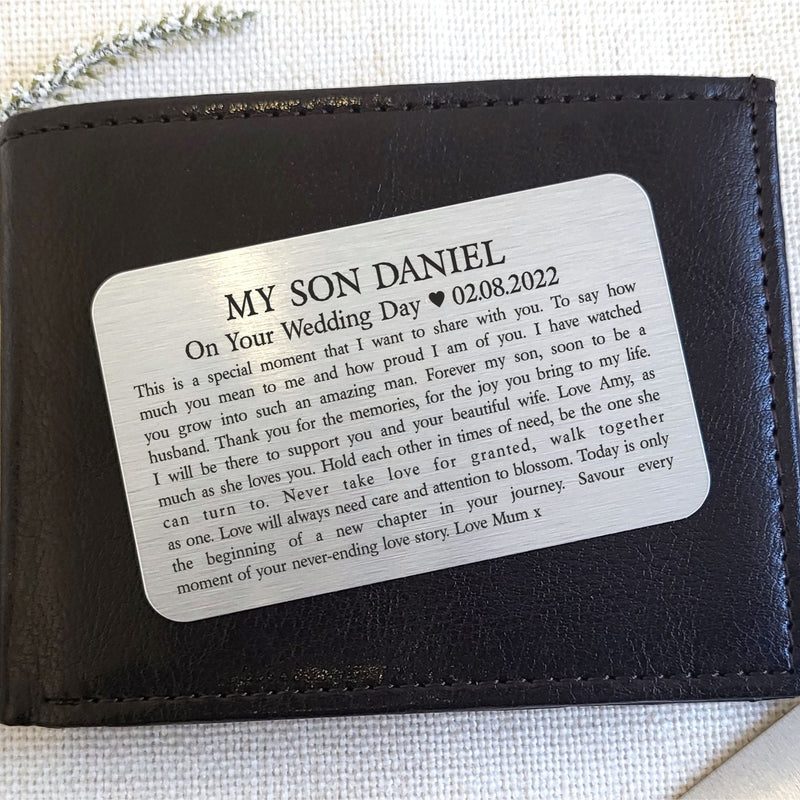 MY SON DANIEL
On Your Wedding Day ♥ 02.08.2022
This is a special moment that I want to share with you. To say how
much you mean to me and how proud I am of you. I have watched
you grow into such an amazing man. Forever my son, soon to be a
husband. Thank you for the memories, for the joy you bring to my life.
I will be there to support you and your beautiful wife. Love Amy, as
much as she loves you. Hold each other in times of need, be the one she
can turn to. Never take love for granted, walk together
as one. Love will always need care and attention to blossom. Today is only
the beginning of a new chapter in your journey. Savour every
moment of your never-ending love story. Love Mum x